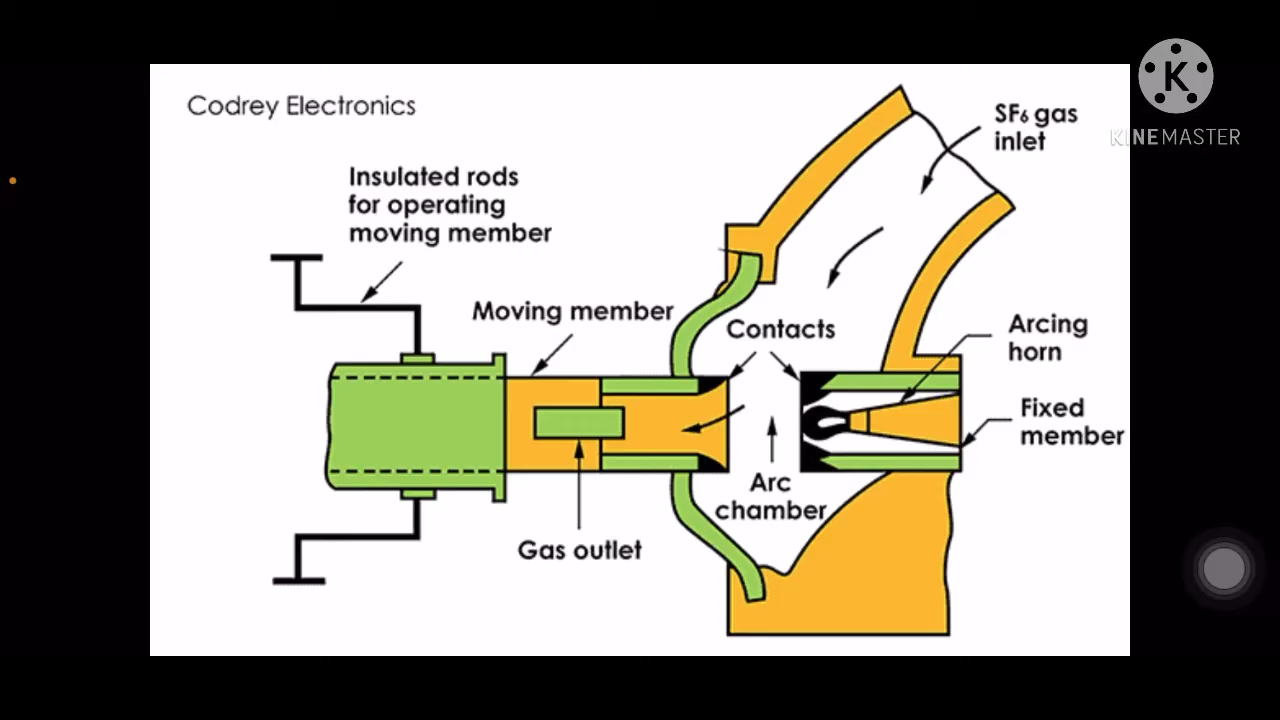 Codrey Electronics
SF₆ gas
inlet
K
KINEMASTER
Insulated rods
for operating
moving member
Moving member
Contacts
Arcing
horn
Fixed
member
Arc
chamber
Gas outlet